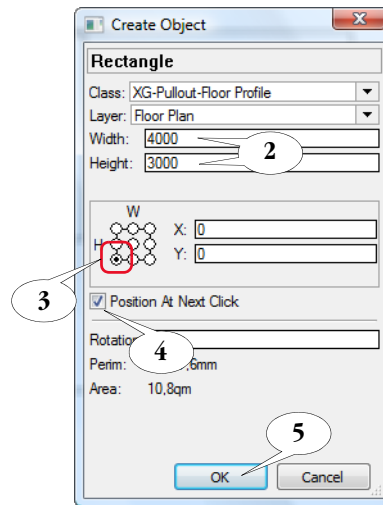 Create Object
Rectangle
Class: XG-Pullout-Floor Profile
Layer: Floor Plan
Width: 4000
2
Height: 3000
W
X: 0
H
Y: 0
3
Position At Next Click
4
Perim: ,6mm
Area: 10,8qm
5
OK Cancel